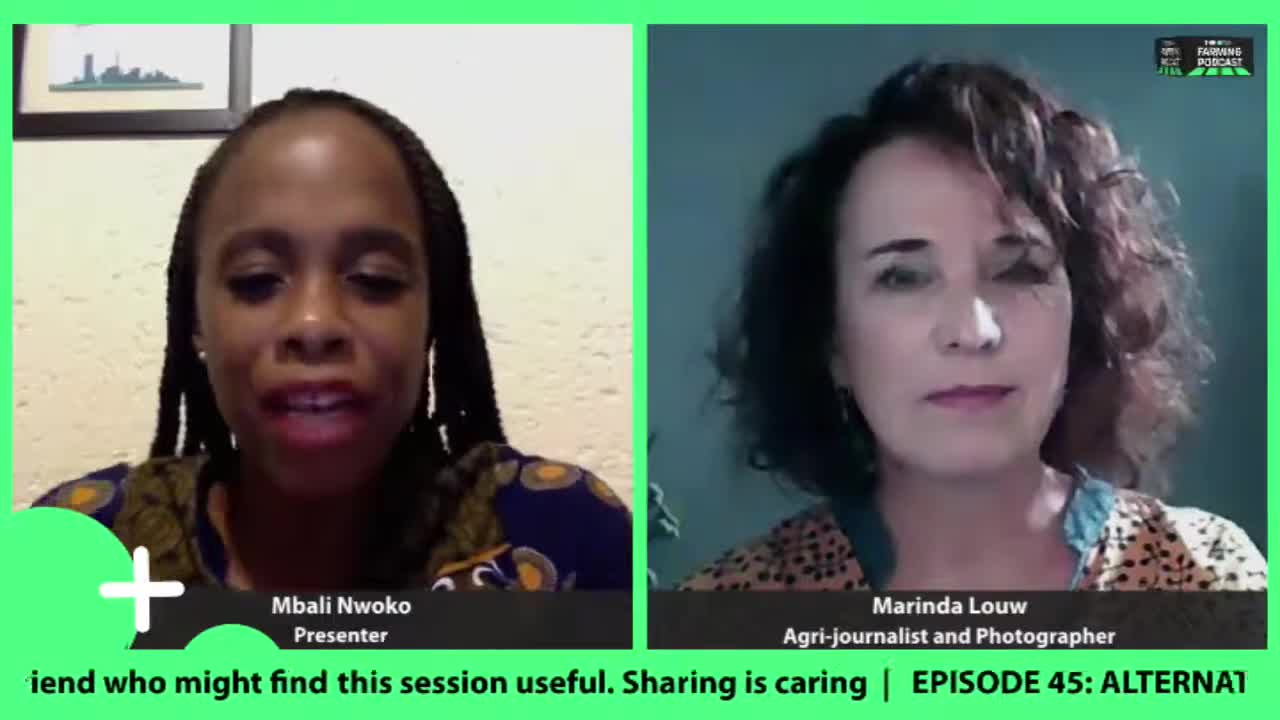 FARMING
PODCAST
Mbali Nwoko
Presenter
Marinda Louw
Agri-journalist and Photographer
iend who might find this session useful. Sharing is caring | EPISODE 45: ALTERNAT